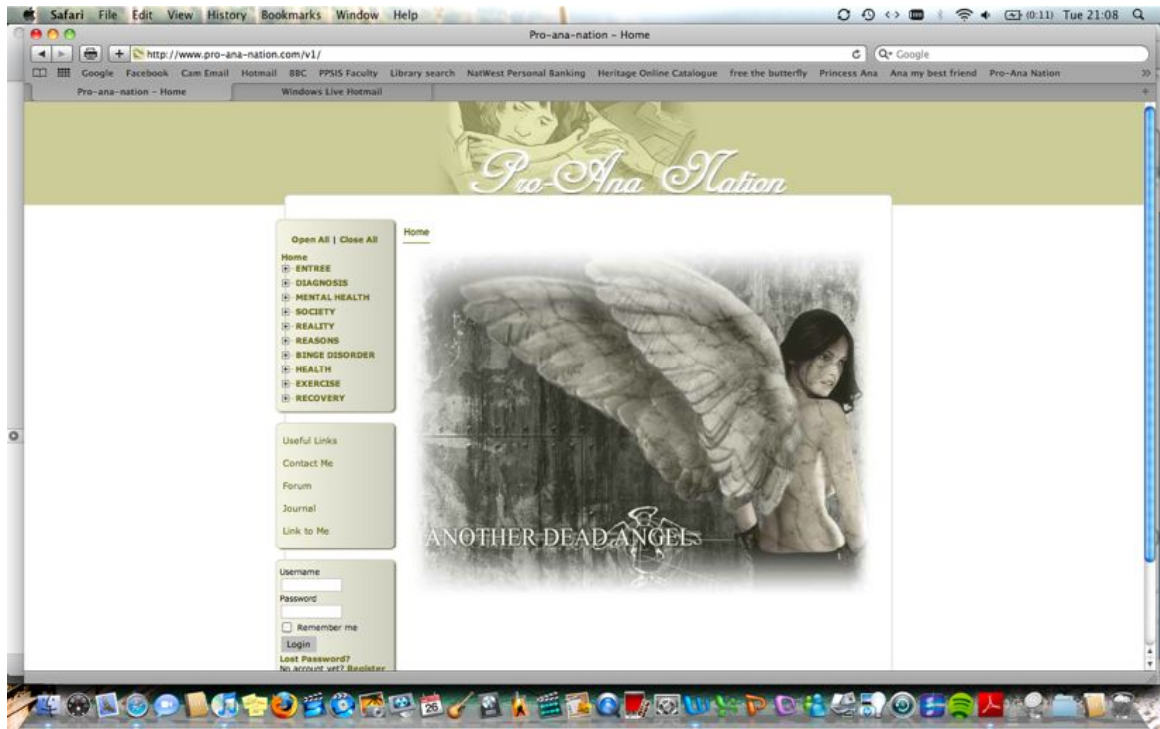 Safari File Edit View History Bookmarks Window Help (0:11) Tue 21:08
Pro-ana-nation – Home
http://www.pro-ana-nation.com/v1/ Google
Google Facebook Cam Email Hotmail BBC PPSIS Faculty Library search NatWest Personal Banking Heritage Online Catalogue free the butterfly Princess Ana Ana my best friend Pro-Ana Nation
Pro-ana-nation – Home Windows Live Hotmail
Pro-Ana Nation
Open All | Close All
Home
ENTREE
DIAGNOSIS
MENTAL HEALTH
SOCIETY
REALITY
REASONS
BINGE DISORDER
HEALTH
EXERCISE
RECOVERY
Useful Links
Contact Me
Forum
Journal
Link to Me
Username
Password
Remember me
Login
Lost Password?
No account yet? Register
Home
ANOTHER DEAD ANGEL
26